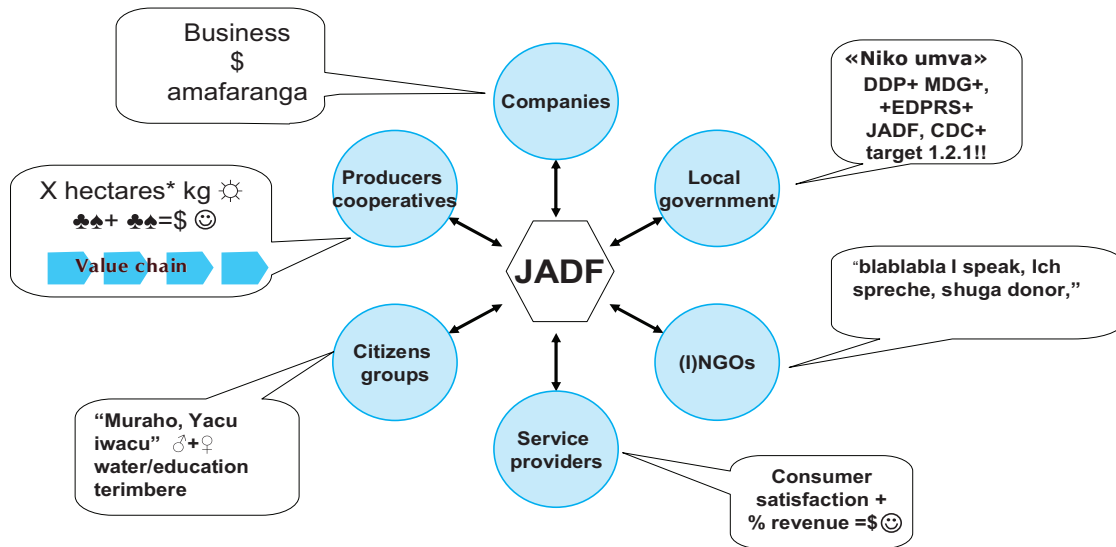 Business
$
amafaranga
Companies
«Niko umva»
DDP+ MDG+,
+EDPRS+
JADF, CDC+
target 1.2.1!!
Producers
cooperatives
Local
government
X hectares* kg ☼
♣♠+ ♣♠=$ ☺
Value chain
JADF
“blablabla I speak, Ich
spreche, shuga donor,”
Citizens
groups
(I)NGOs
“Muraho, Yacu
iwacu” ♂+♀
water/education
terimbere
Service
providers
Consumer
satisfaction +
% revenue =$☺